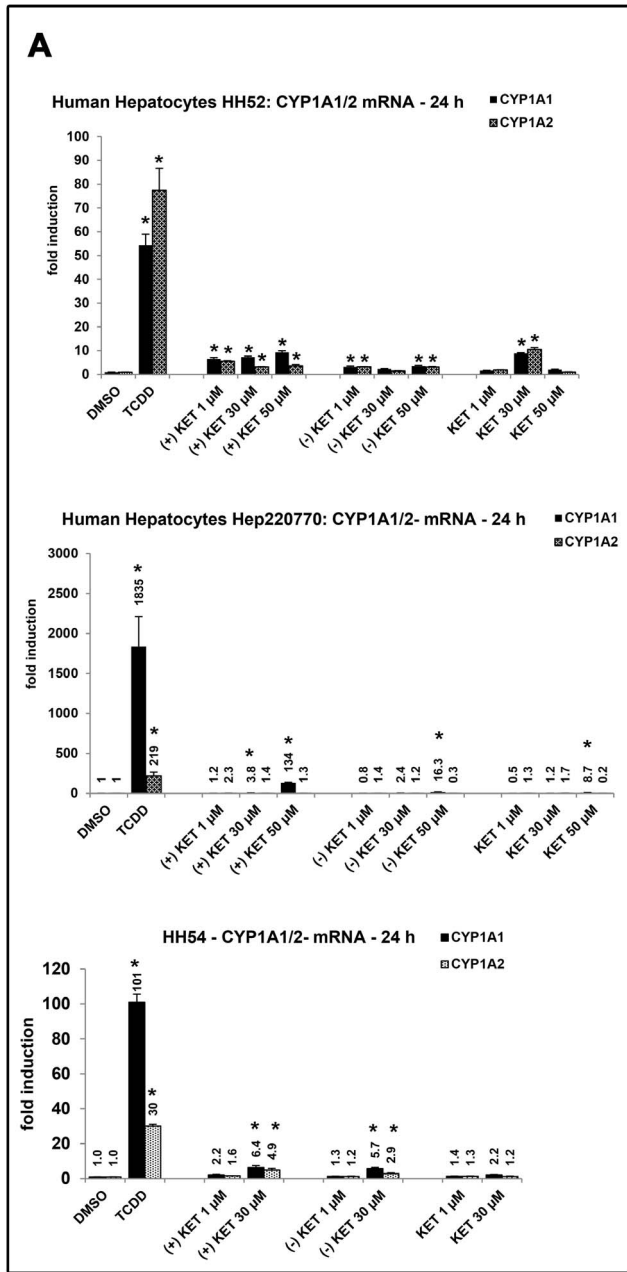 A
Human Hepatocytes HH52: CYP1A1/2 mRNA - 24 h
CYP1A1
CYP1A2
fold induction
100
90
80
70
60
50
40
30
20
10
0
* *
* * * * * *
* * * *
* *
DMSO
TCDD
(+) KET 1 µM
(+) KET 30 µM
(+) KET 50 µM
(-) KET 1 µM
(-) KET 30 µM
(-) KET 50 µM
KET 1 µM
KET 30 µM
KET 50 µM
Human Hepatocytes Hep220770: CYP1A1/2- mRNA - 24 h
CYP1A1
CYP1A2
fold induction
3000
2500
2000
1500
1000
500
0
1
1
* 1835
* 219
1.2
2.3
* 3.8
1.4
* 134
1.3
0.8
1.4
2.4
1.2
* 16.3
0.3
0.5
1.3
1.2
1.7
* 8.7
0.2
DMSO
TCDD
(+) KET 1 µM
(+) KET 30 µM
(+) KET 50 µM
(-) KET 1 µM
(-) KET 30 µM
(-) KET 50 µM
KET 1 µM
KET 30 µM
KET 50 µM
HH54 - CYP1A1/2- mRNA - 24 h
CYP1A1
CYP1A2
fold induction
120
100
80
60
40
20
0
1.0
1.0
* 101
* 30
2.2
1.6
* 6.4
* 4.9
1.3
1.2
* 5.7
* 2.9
1.4
1.3
2.2
1.2
DMSO
TCDD
(+) KET 1 µM
(+) KET 30 µM
(-) KET 1 µM
(-) KET 30 µM
KET 1 µM
KET 30 µM